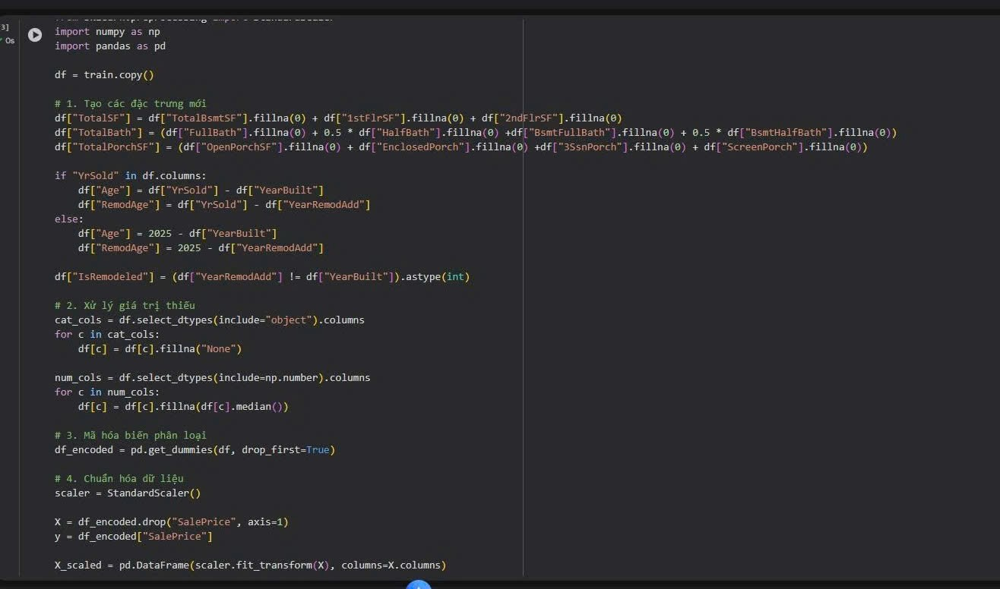 3]
0s
import numpy as np
import pandas as pd

df = train.copy()

# 1. Tạo các đặc trưng mới
df["TotalSF"] = df["TotalBsmtSF"].fillna(0) + df["1stFlrSF"].fillna(0) + df["2ndFlrSF"].fillna(0)
df["TotalBath"] = (df["FullBath"].fillna(0) + 0.5 * df["HalfBath"].fillna(0) +df["BsmtFullBath"].fillna(0) + 0.5 * df["BsmtHalfBath"].fillna(0))
df["TotalPorchSF"] = (df["OpenPorchSF"].fillna(0) + df["EnclosedPorch"].fillna(0) +df["3SsnPorch"].fillna(0) + df["ScreenPorch"].fillna(0))

if "YrSold" in df.columns:
    df["Age"] = df["YrSold"] - df["YearBuilt"]
    df["RemodAge"] = df["YrSold"] - df["YearRemodAdd"]
else:
    df["Age"] = 2025 - df["YearBuilt"]
    df["RemodAge"] = 2025 - df["YearRemodAdd"]

df["IsRemodeled"] = (df["YearRemodAdd"] != df["YearBuilt"]).astype(int)

# 2. Xử lý giá trị thiếu
cat_cols = df.select_dtypes(include="object").columns
for c in cat_cols:
    df[c] = df[c].fillna("None")

num_cols = df.select_dtypes(include=np.number).columns
for c in num_cols:
    df[c] = df[c].fillna(df[c].median())

# 3. Mã hóa biến phân loại
df_encoded = pd.get_dummies(df, drop_first=True)

# 4. Chuẩn hóa dữ liệu
scaler = StandardScaler()

X = df_encoded.drop("SalePrice", axis=1)
y = df_encoded["SalePrice"]

X_scaled = pd.DataFrame(scaler.fit_transform(X), columns=X.columns)